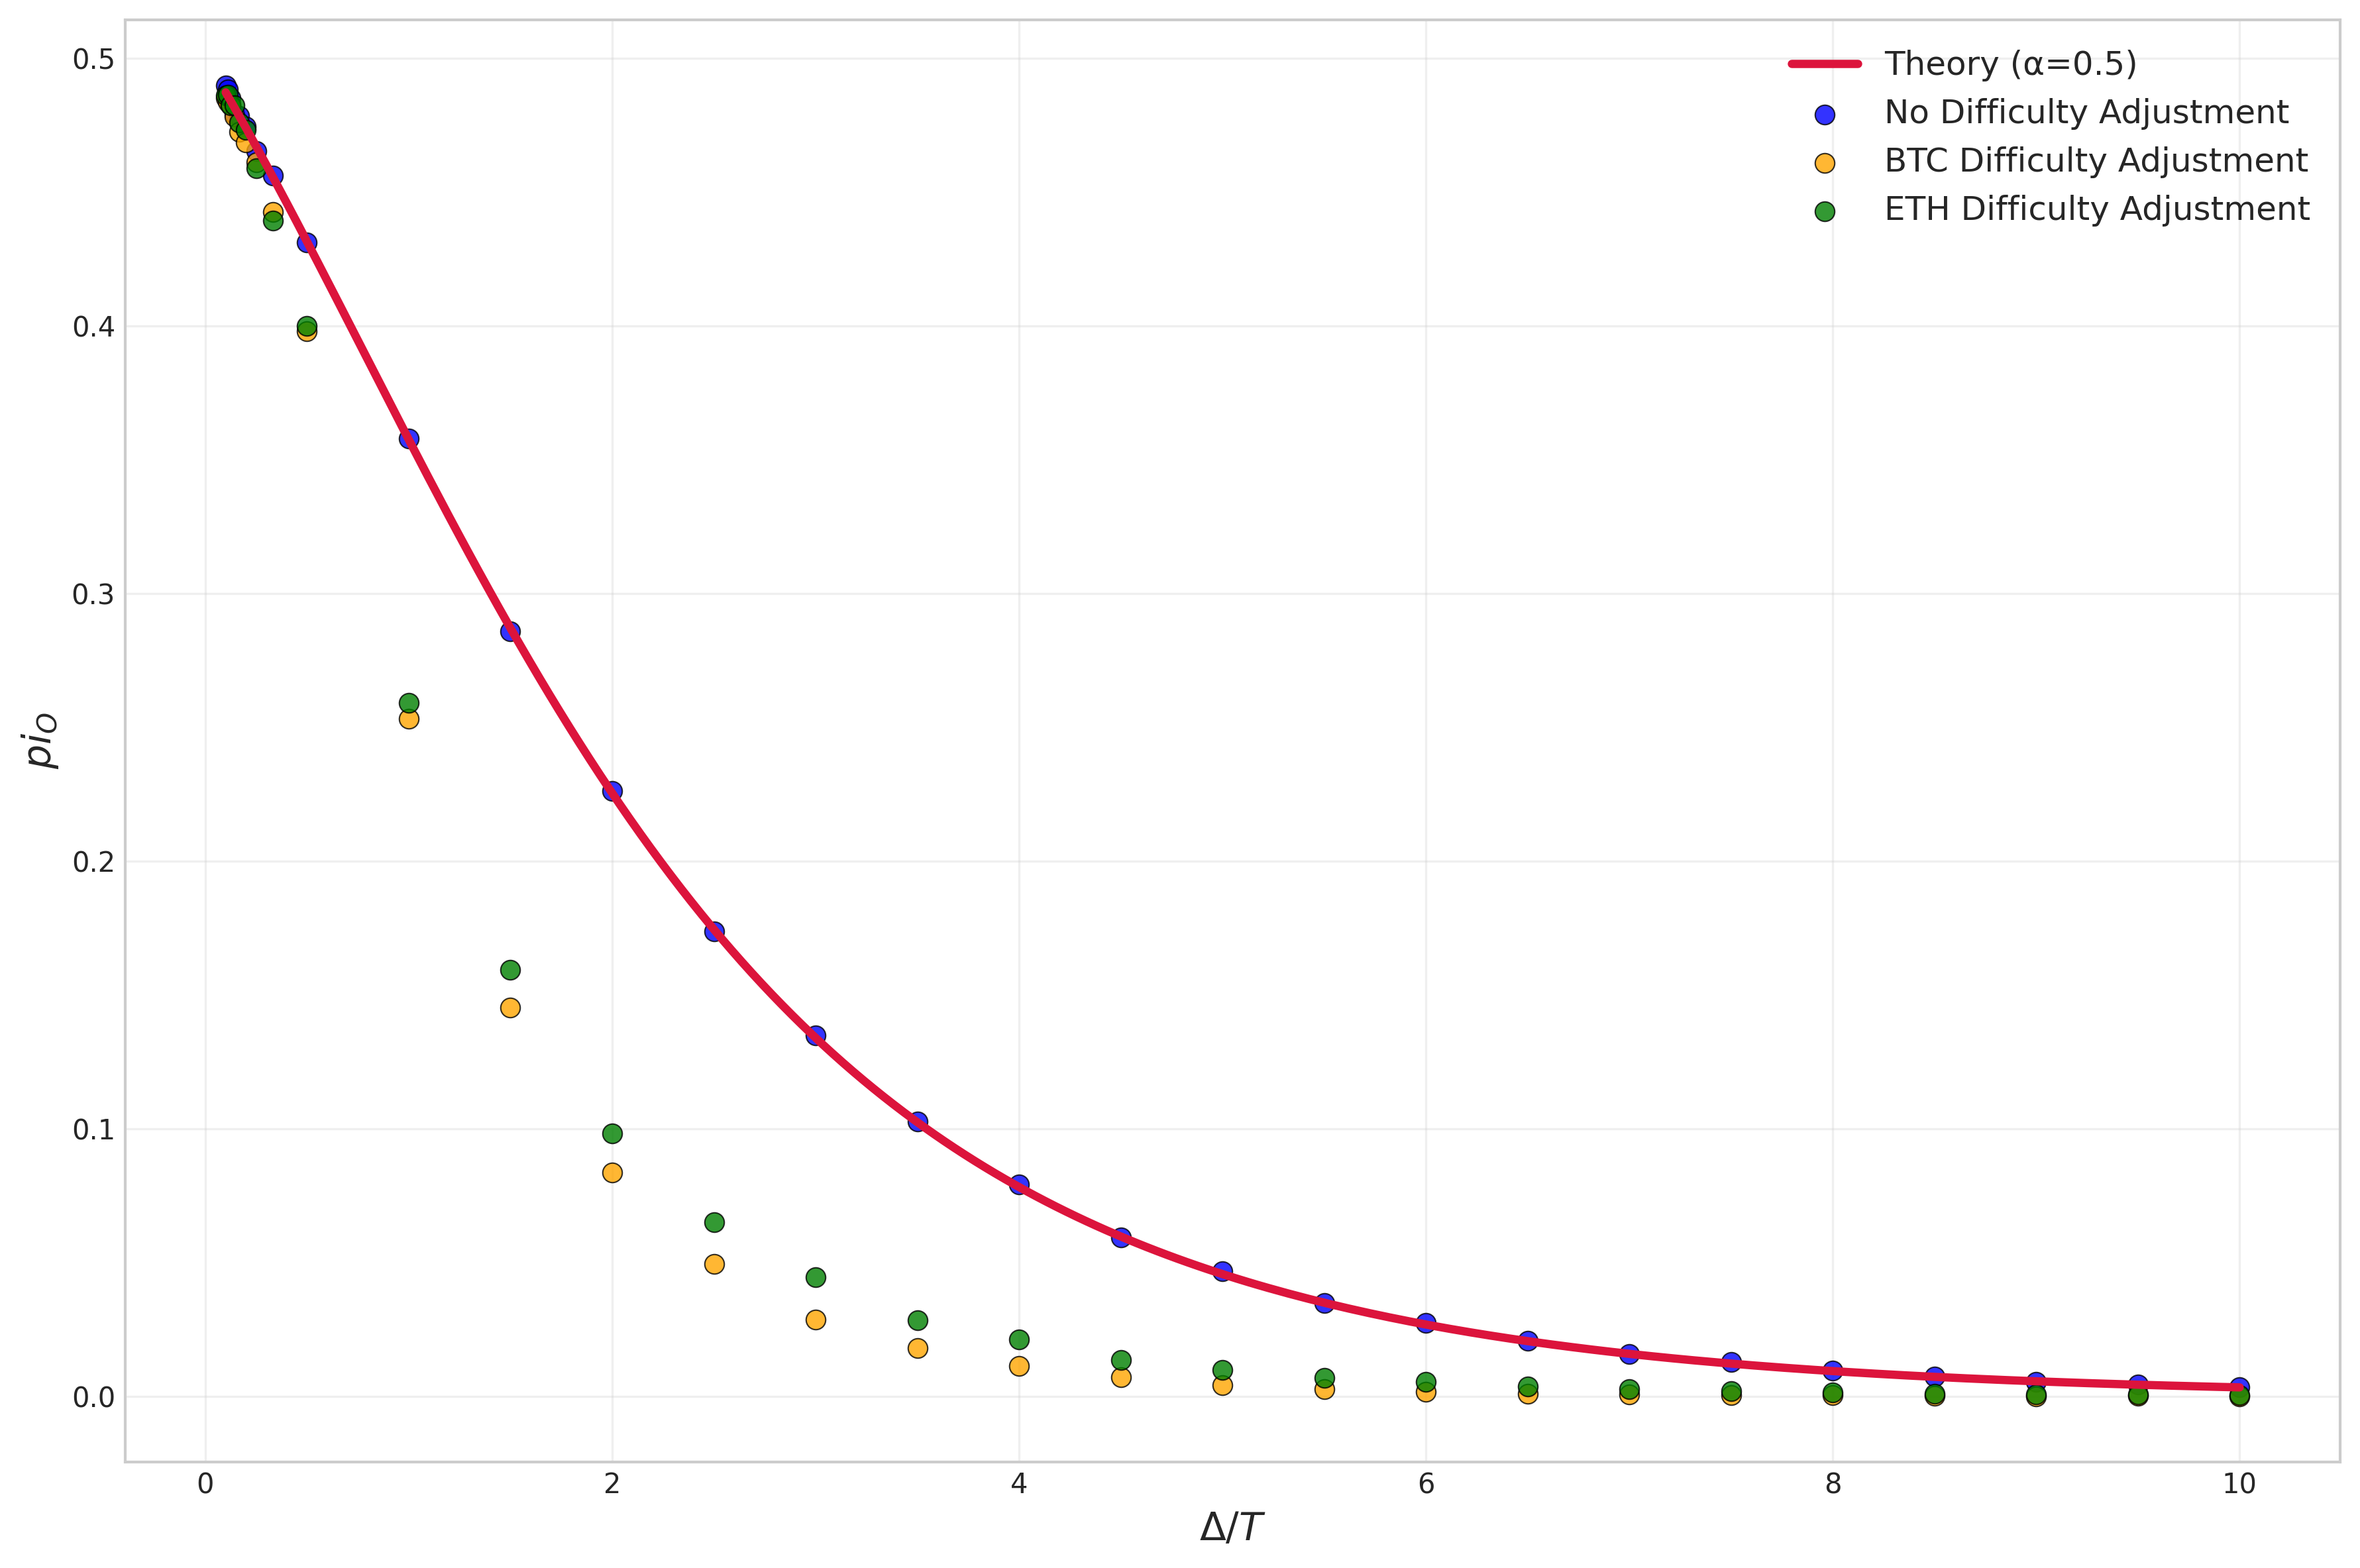 Theory (α=0.5)
No Difficulty Adjustment
BTC Difficulty Adjustment
ETH Difficulty Adjustment
0.5
0.4
0.3
0.2
0.1
0.0
pi_O
0 2 4 6 8 10
Δ/T